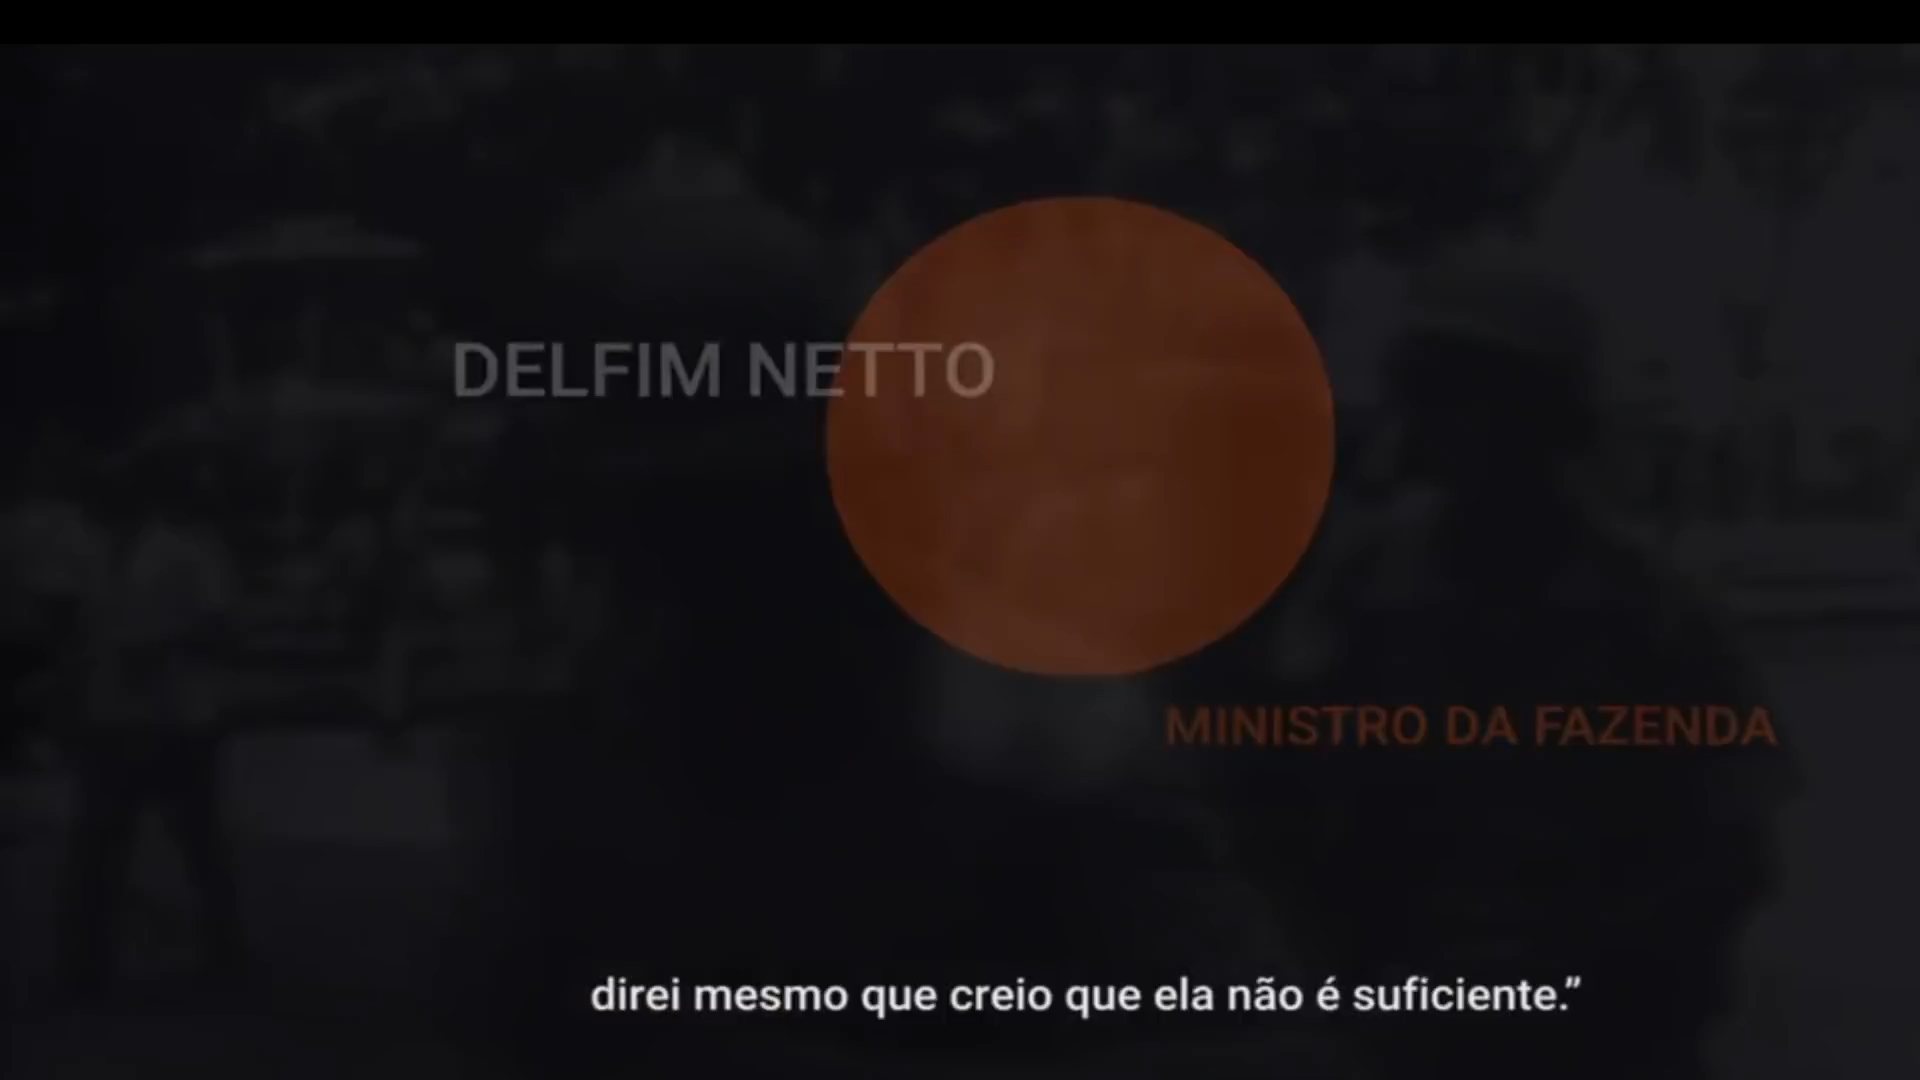 DELFIM NETTO
MINISTRO DA FAZENDA
direi mesmo que creio que ela não é suficiente.”